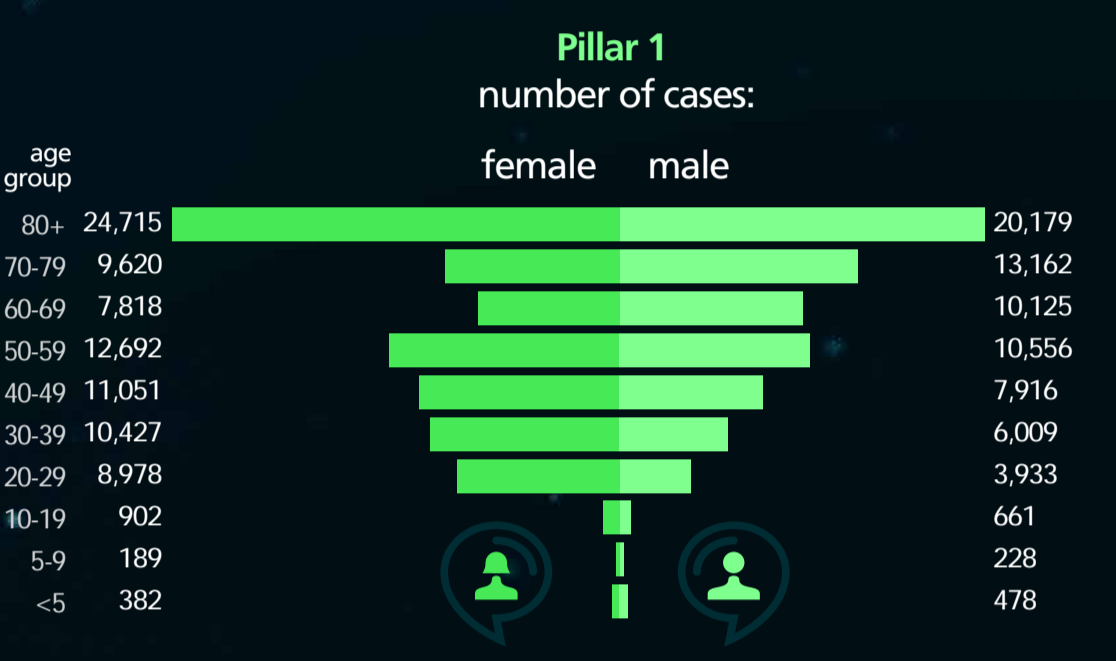 Pillar 1
number of cases:
age
group
female male
80+ 24,715 20,179
70-79 9,620 13,162
60-69 7,818 10,125
50-59 12,692 10,556
40-49 11,051 7,916
30-39 10,427 6,009
20-29 8,978 3,933
10-19 902 661
5-9 189 228
<5 382 478